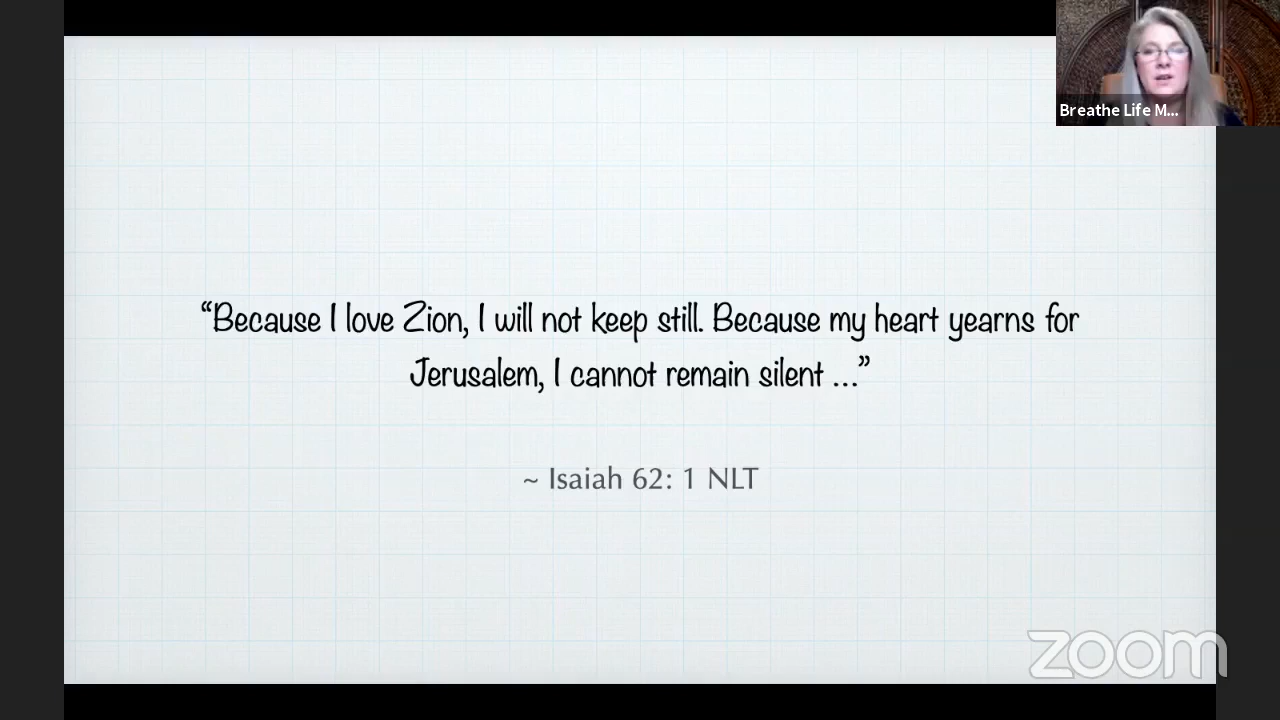 Breathe Life M...
“Because I love Zion, I will not keep still. Because my heart yearns for
Jerusalem, I cannot remain silent ...”
~ Isaiah 62: 1 NLT
zoom